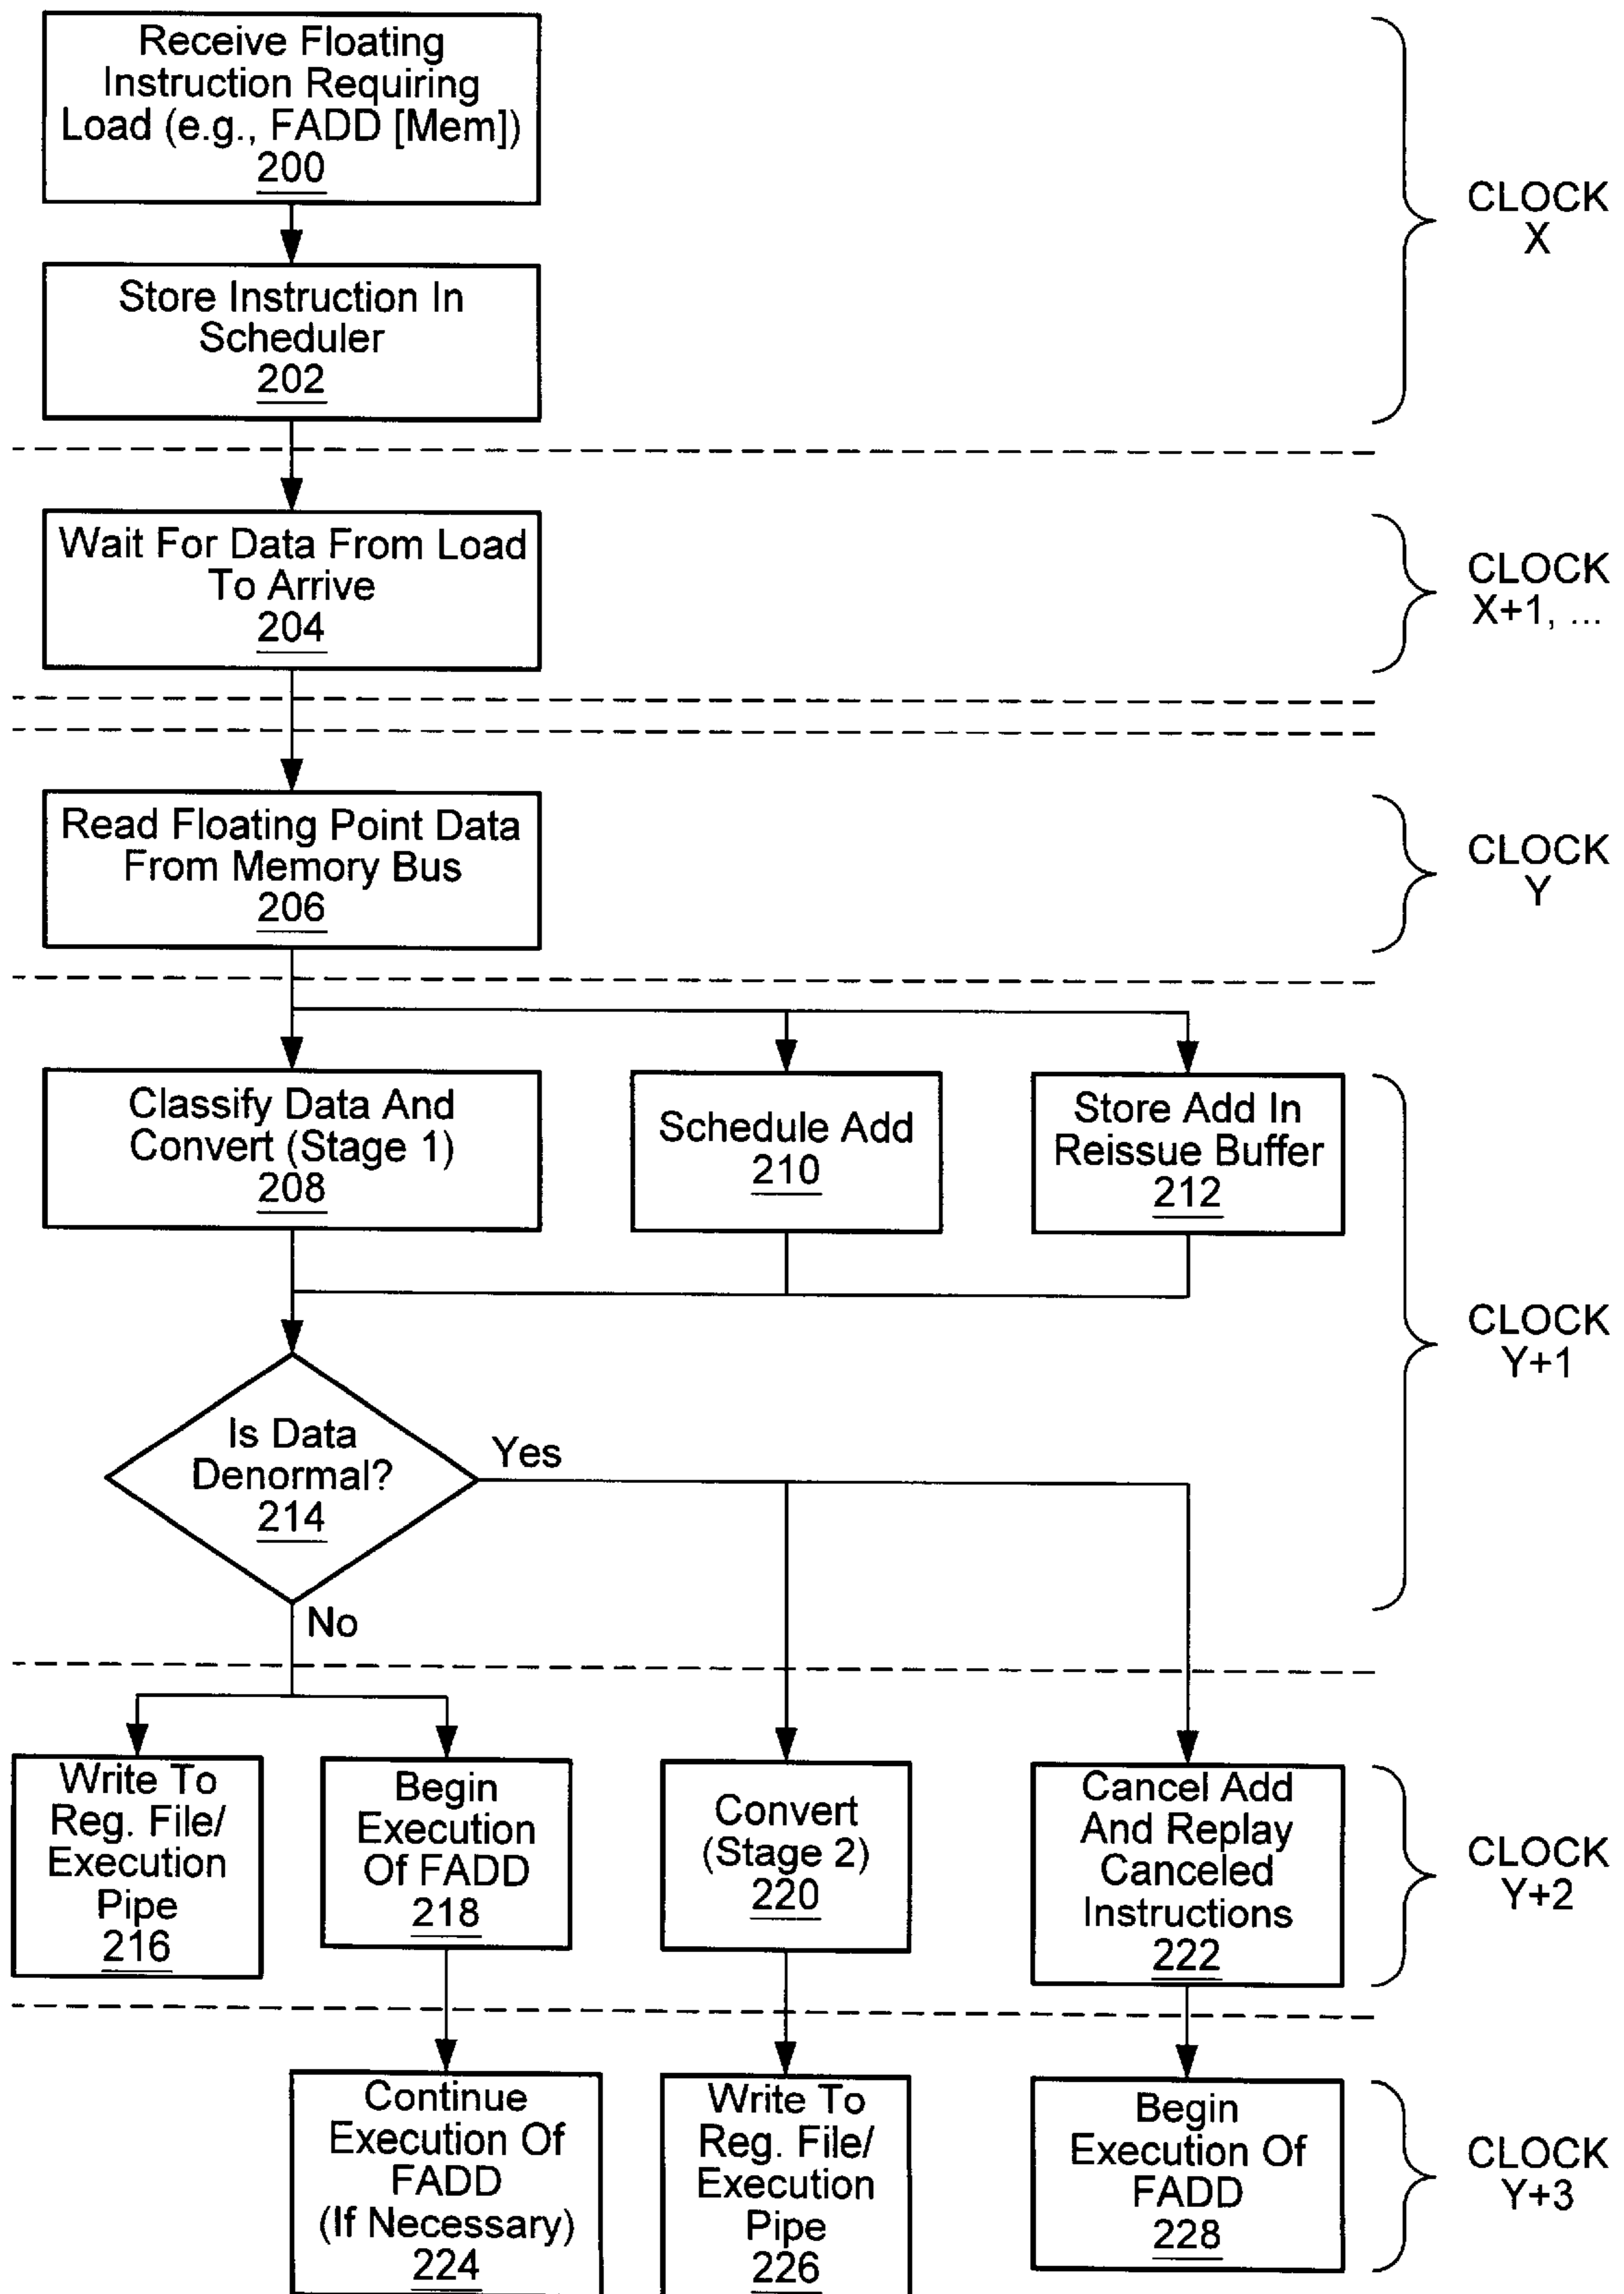 Receive Floating
Instruction Requiring
Load (e.g., FADD [Mem])
200
CLOCK
X
Store Instruction In
Scheduler
202
Wait For Data From Load
To Arrive
204
CLOCK
X+1, ...
Read Floating Point Data
From Memory Bus
206
CLOCK
Y
Classify Data And
Convert (Stage 1)
208
Schedule Add
210
Store Add In
Reissue Buffer
212
CLOCK
Y+1
Is Data
Denormal?
214
Yes
No
Write To
Reg. File/
Execution
Pipe
216
Begin
Execution
Of FADD
218
Convert
(Stage 2)
220
Cancel Add
And Replay
Canceled
Instructions
222
CLOCK
Y+2
Continue
Execution Of
FADD
(If Necessary)
224
Write To
Reg. File/
Execution
Pipe
226
Begin
Execution Of
FADD
228
CLOCK
Y+3